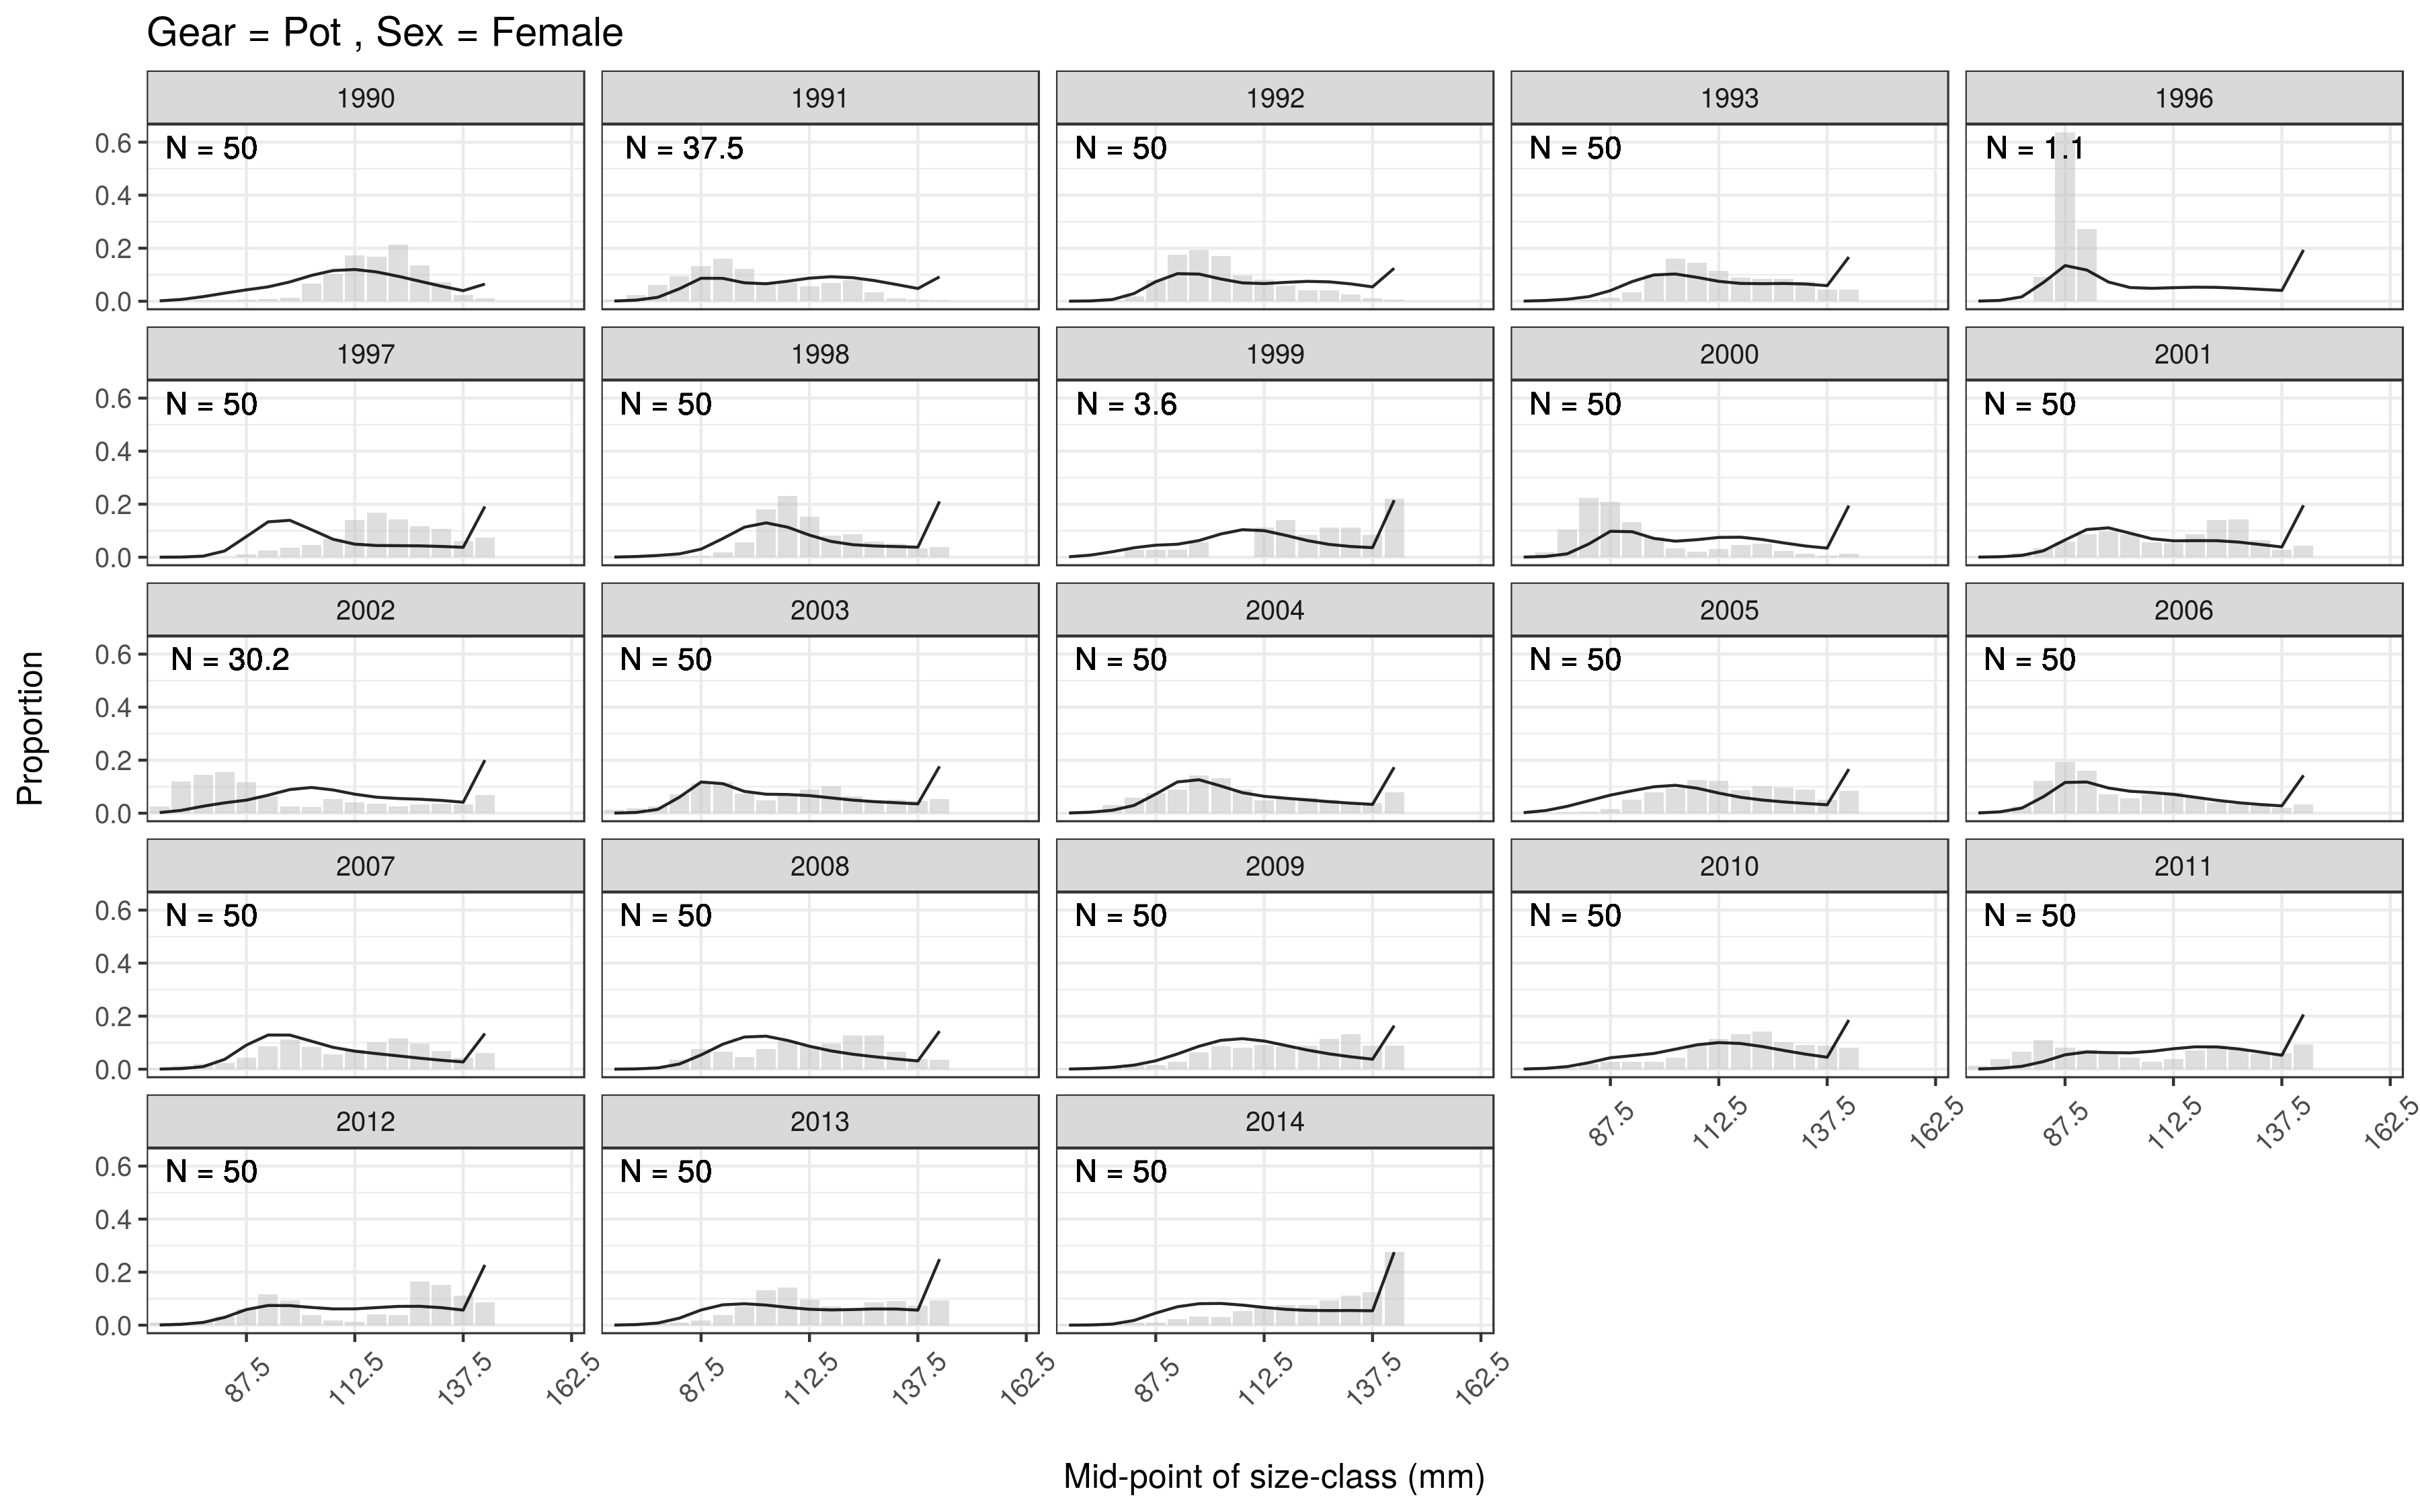 Gear = Pot , Sex = Female
1990 1991 1992 1993 1996
N = 50 N = 37.5 N = 50 N = 50 N = 1.1
0.6
0.4
0.2
0.0
1997 1998 1999 2000 2001
N = 50 N = 50 N = 3.6 N = 50 N = 50
0.6
0.4
0.2
0.0
2002 2003 2004 2005 2006
N = 30.2 N = 50 N = 50 N = 50 N = 50
0.6
0.4
0.2
0.0
Proportion
2007 2008 2009 2010 2011
N = 50 N = 50 N = 50 N = 50 N = 50
0.6
0.4
0.2
0.0
87.5 112.5 137.5 162.5 87.5 112.5 137.5 162.5
2012 2013 2014
N = 50 N = 50 N = 50
0.6
0.4
0.2
0.0
87.5 112.5 137.5 162.5 87.5 112.5 137.5 162.5 87.5 112.5 137.5 162.5
Mid-point of size-class (mm)